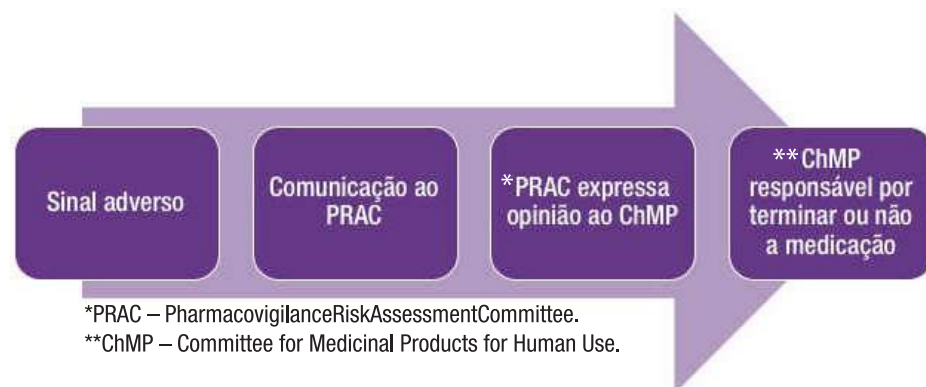 Sinal adverso
Comunicação ao
PRAC
*PRAC expressa
opinião ao ChMP
**ChMP
responsável por
terminar ou não
a medicação
*PRAC – PharmacovigilanceRiskAssessmentCommittee.
**ChMP – Committee for Medicinal Products for Human Use.